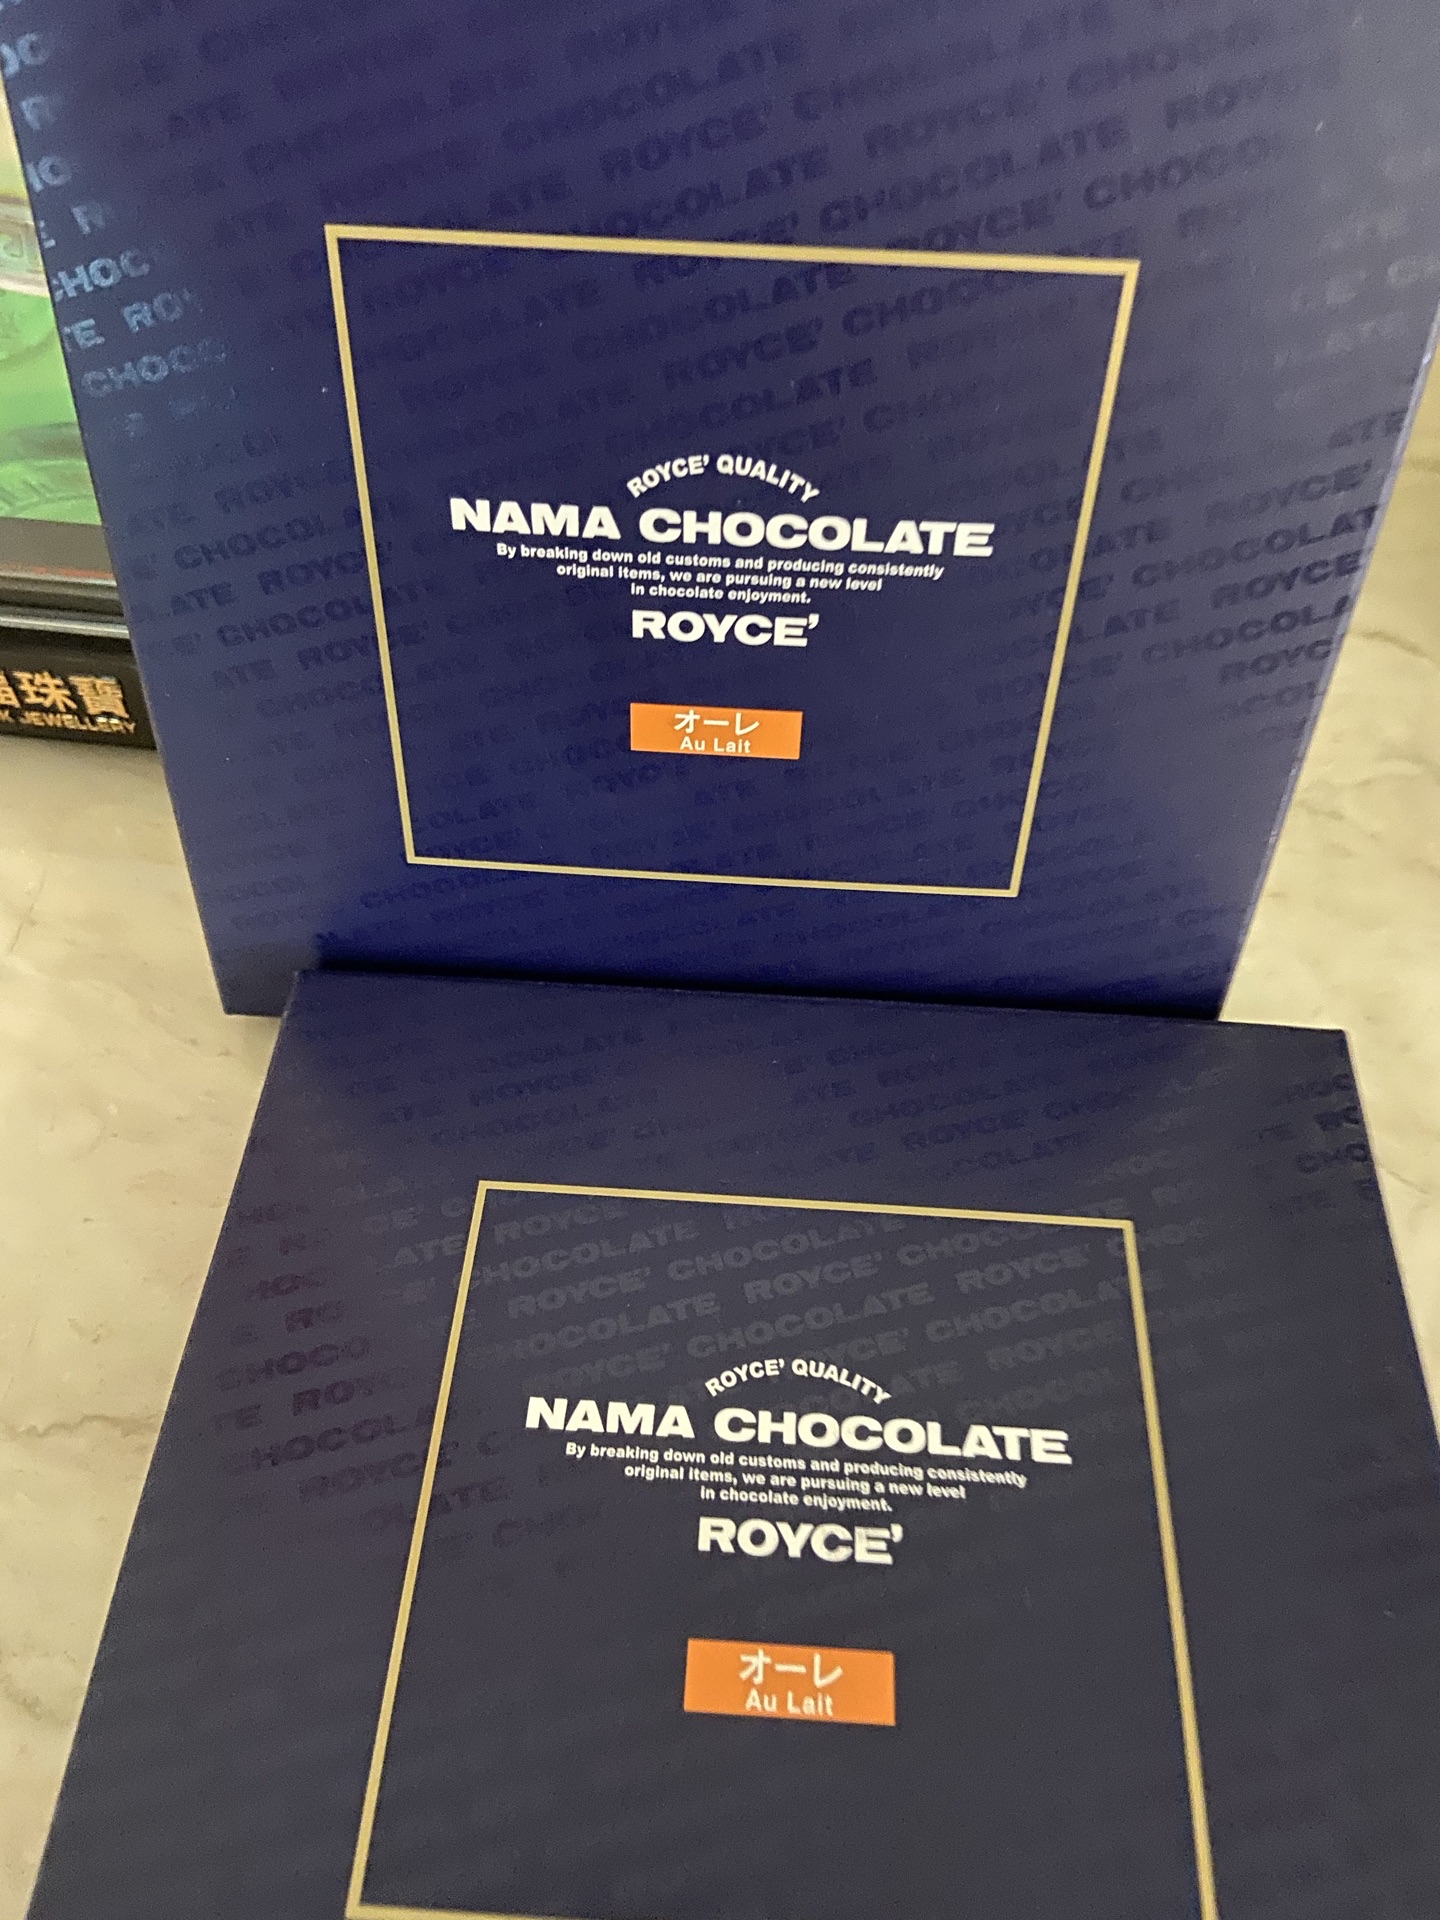 ROYCE' QUALITY
NAMA CHOCOLATE
By breaking down old customs and producing consistently
original items, we are pursuing a new level
in chocolate enjoyment.
ROYCE'
オーレ
Au Lait
珠寶
JEWELLERY
ROYCE' QUALITY
NAMA CHOCOLATE
By breaking down old customs and producing consistently
original items, we are pursuing a new level
in chocolate enjoyment.
ROYCE'
オーレ
Au Lait